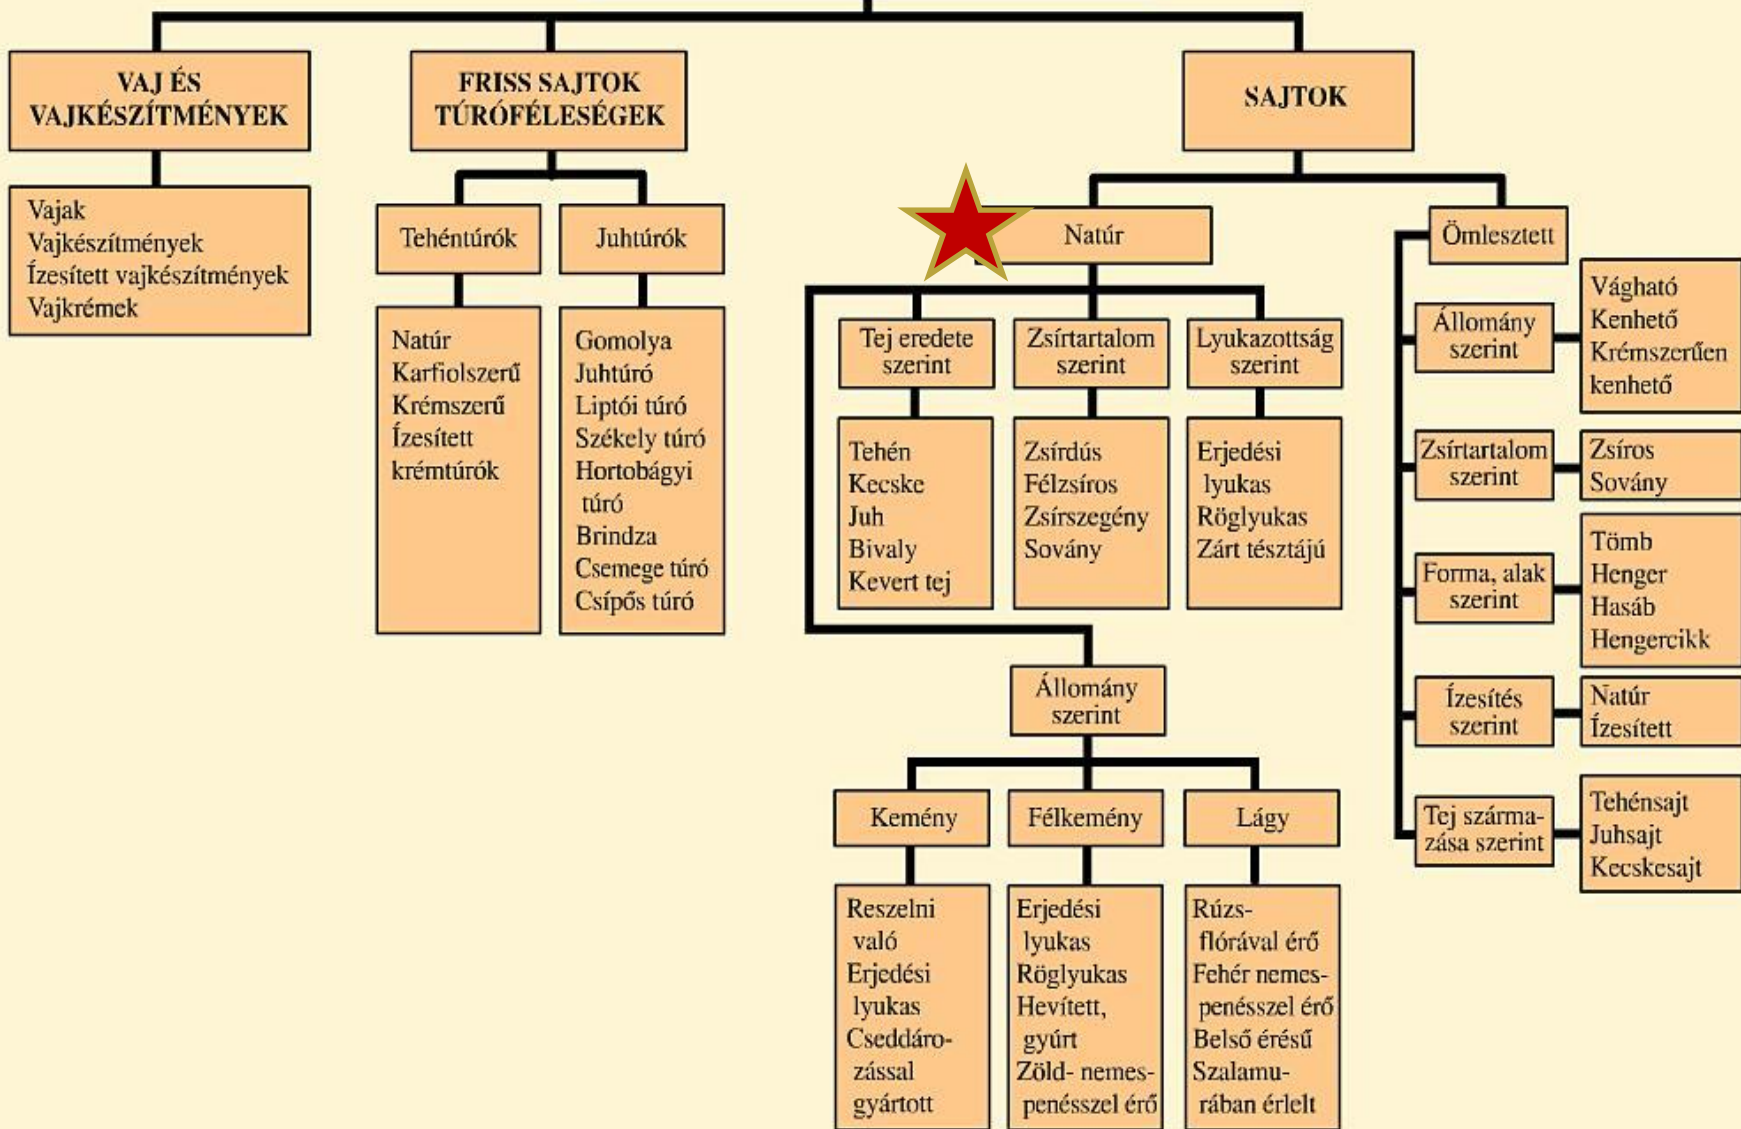 VAJ ÉS
VAJKÉSZÍTMÉNYEK
Vajak
Vajkészítmények
Ízesített vajkészítmények
Vajkrémek
FRISS SAJTOK
TÚRÓFÉLESÉGEK
Tehéntúrók
Natúr
Karfiolszerű
Krémszerű
Ízesített
krémtúrók
Juhtúrók
Gomolya
Juhtúró
Liptói túró
Székely túró
Hortobágyi
túró
Brindza
Csemege túró
Csípős túró
SAJTOK
Natúr
Tej eredete
szerint
Tehén
Kecske
Juh
Bivaly
Kevert tej
Zsírtartalom
szerint
Zsírdús
Félzsíros
Zsírszegény
Sovány
Lyukazottság
szerint
Erjedési
lyukas
Röglyukas
Zárt tésztájú
Állomány
szerint
Kemény
Reszelni
való
Erjedési
lyukas
Cseddáro-
zással
gyártott
Félkemény
Erjedési
lyukas
Röglyukas
Hevített,
gyúrt
Zöld- nemes-
penésszel érő
Lágy
Rúzs-
flórával érő
Fehér nemes-
penésszel érő
Belső érésű
Szalamu-
rában érlelt
Ömlesztett
Állomány
szerint
Vágható
Kenhető
Krémszerűen
kenhető
Zsírtartalom
szerint
Zsíros
Sovány
Forma, alak
szerint
Tömb
Henger
Hasáb
Hengercikk
Ízesítés
szerint
Natúr
Ízesített
Tej szárma-
zása szerint
Tehénsajt
Juhsajt
Kecskesajt